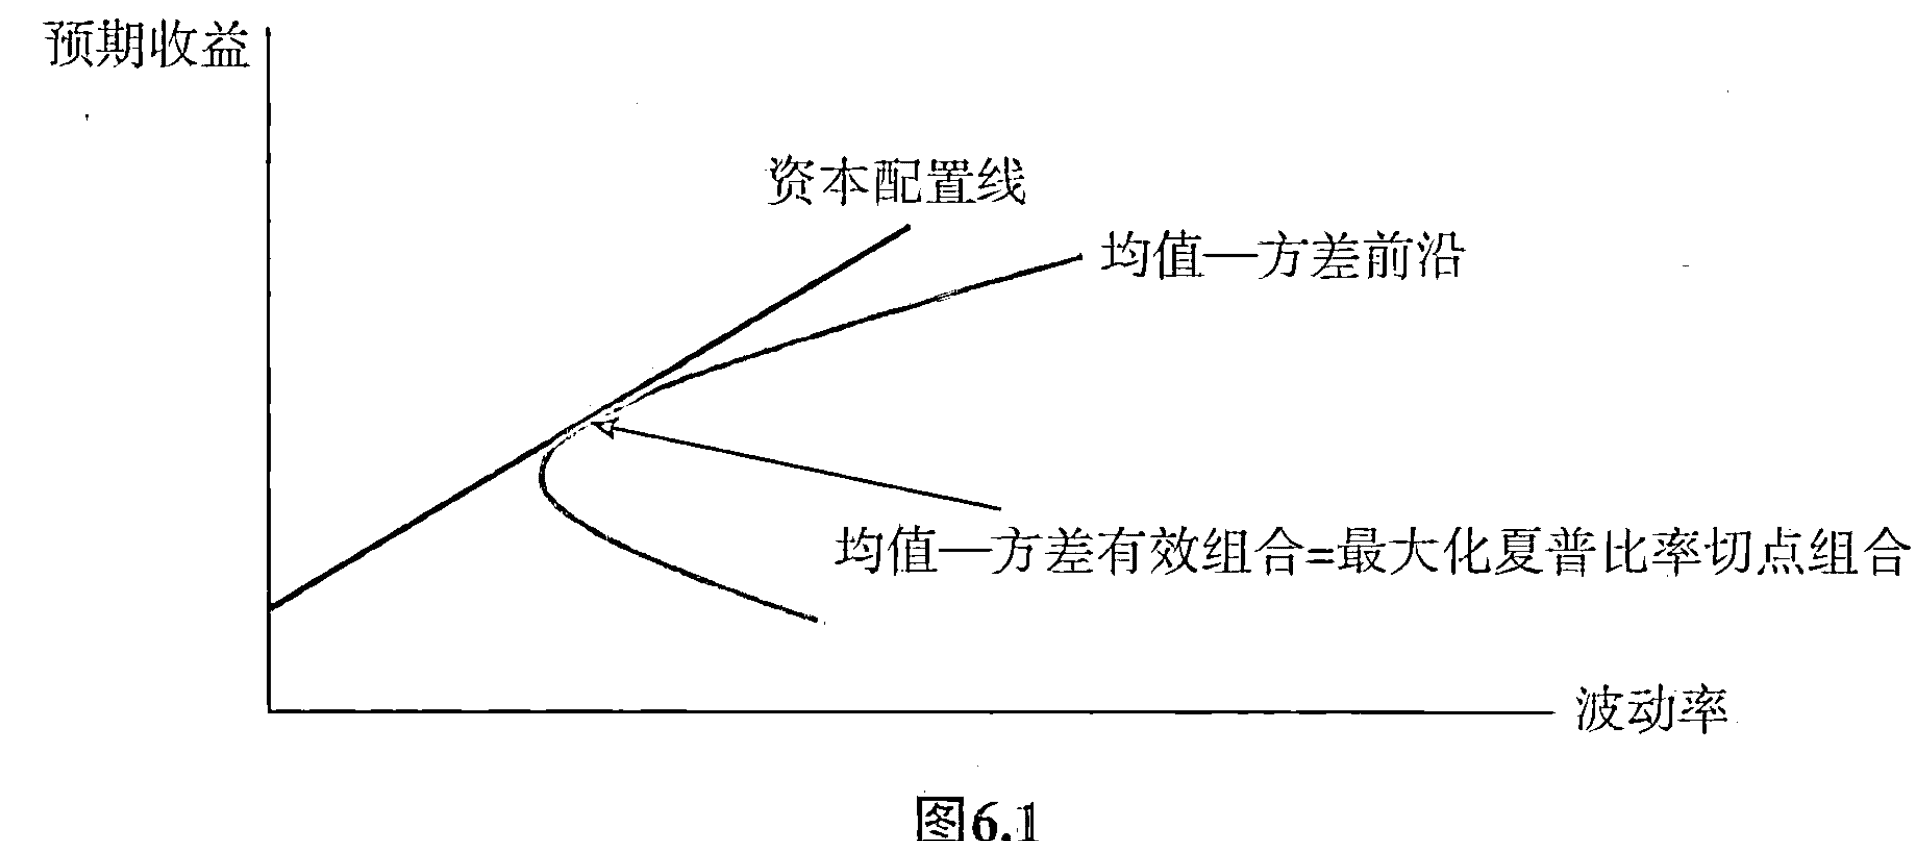 预期收益
资本配置线
均值—方差前沿
均值—方差有效组合=最大化夏普比率切点组合
波动率
图6.1